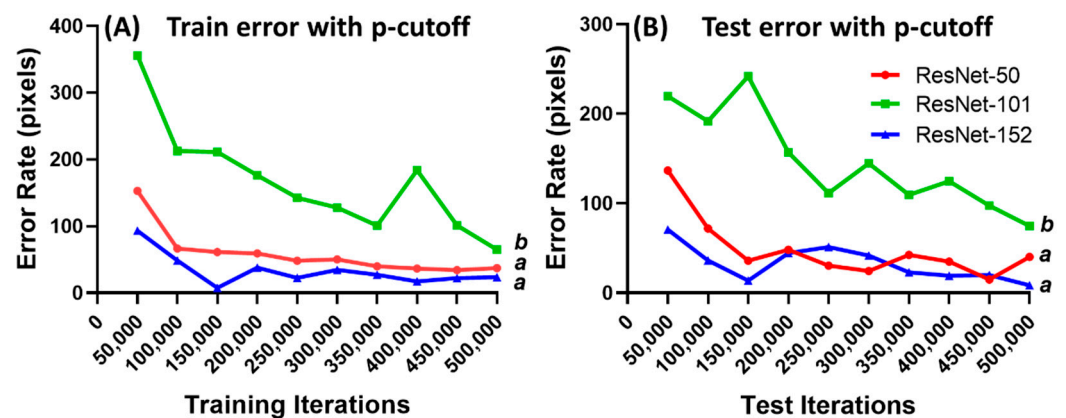 (A) Train error with p-cutoff
Error Rate (pixels)
400
300
200
100
0
0
50,000
100,000
150,000
200,000
250,000
300,000
350,000
400,000
450,000
500,000
b
a
a
Training Iterations
(B) Test error with p-cutoff
Error Rate (pixels)
300
200
100
0
ResNet-50
ResNet-101
ResNet-152
0
50,000
100,000
150,000
200,000
250,000
300,000
350,000
400,000
450,000
500,000
b
a
a
Test Iterations